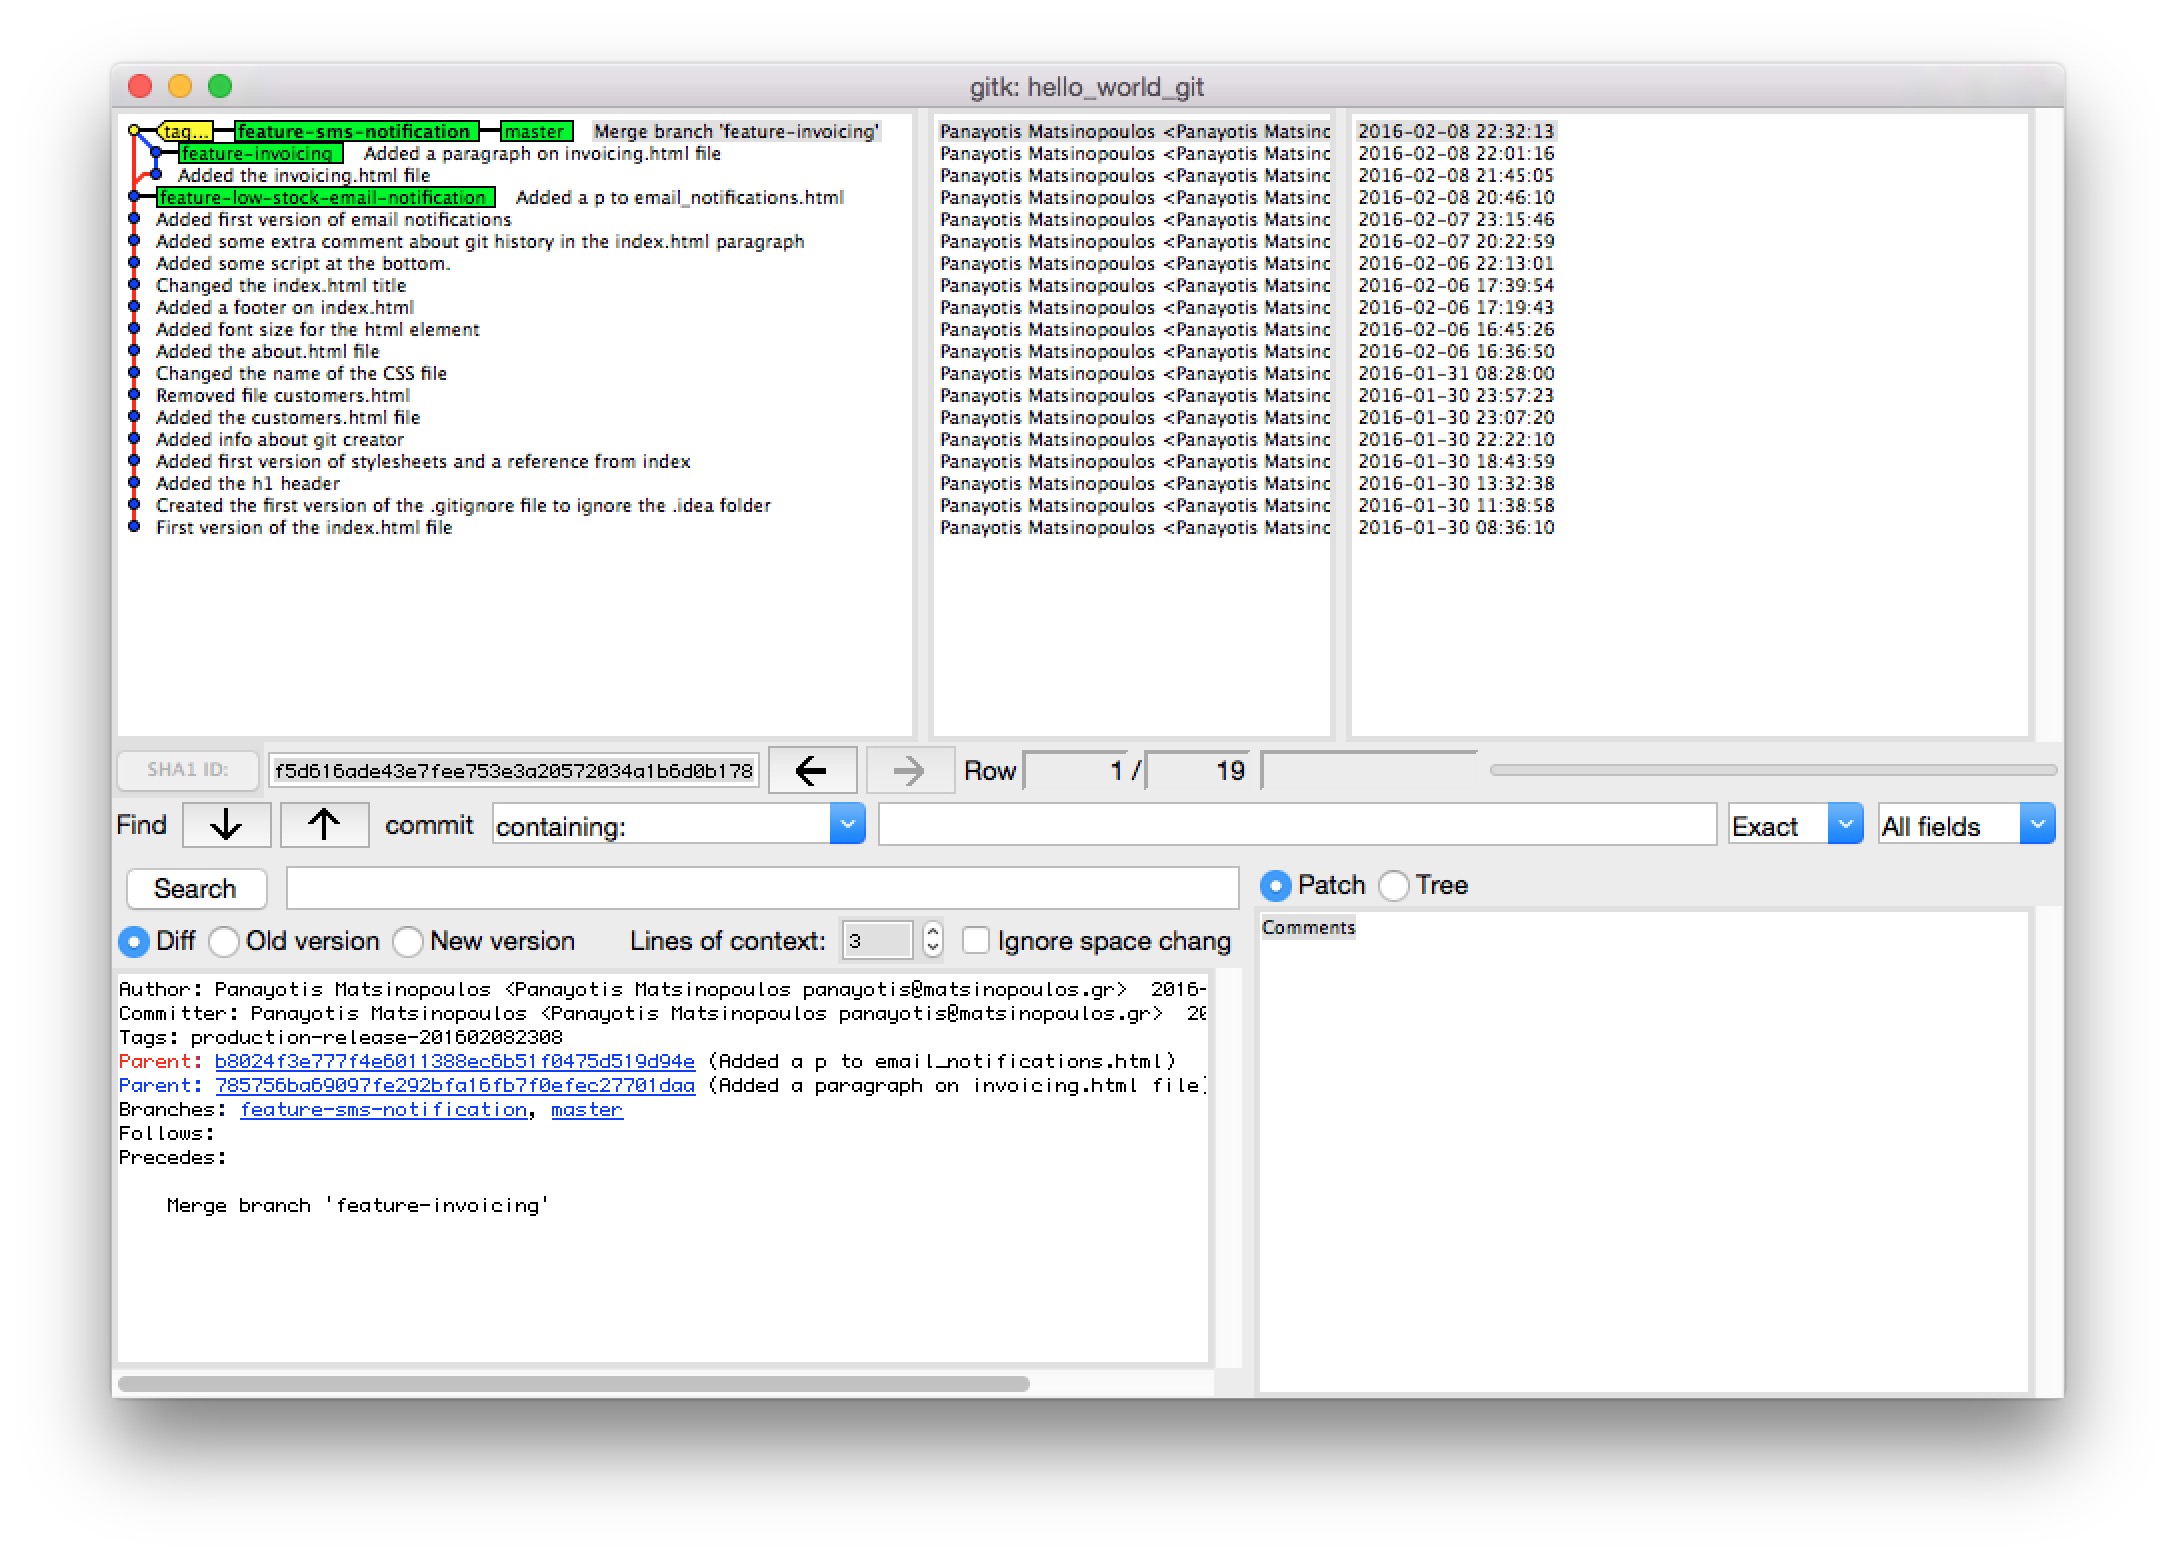 gitk: hello_world_git
tag... feature-sms-notification master Merge branch 'feature-invoicing' Panayotis Matsinopoulos <Panayotis Matsinc 2016-02-08 22:32:13
feature-invoicing Added a paragraph on invoicing.html file Panayotis Matsinopoulos <Panayotis Matsinc 2016-02-08 22:01:16
Added the invoicing.html file Panayotis Matsinopoulos <Panayotis Matsinc 2016-02-08 21:45:05
feature-low-stock-email-notification Added a p to email_notifications.html Panayotis Matsinopoulos <Panayotis Matsinc 2016-02-08 20:46:10
Added first version of email notifications Panayotis Matsinopoulos <Panayotis Matsinc 2016-02-07 23:15:46
Added some extra comment about git history in the index.html paragraph Panayotis Matsinopoulos <Panayotis Matsinc 2016-02-07 20:22:59
Added some script at the bottom. Panayotis Matsinopoulos <Panayotis Matsinc 2016-02-06 22:13:01
Changed the index.html title Panayotis Matsinopoulos <Panayotis Matsinc 2016-02-06 17:39:54
Added a footer on index.html Panayotis Matsinopoulos <Panayotis Matsinc 2016-02-06 17:19:43
Added font size for the html element Panayotis Matsinopoulos <Panayotis Matsinc 2016-02-06 16:45:26
Added the about.html file Panayotis Matsinopoulos <Panayotis Matsinc 2016-02-06 16:36:50
Changed the name of the CSS file Panayotis Matsinopoulos <Panayotis Matsinc 2016-01-31 08:28:00
Removed file customers.html Panayotis Matsinopoulos <Panayotis Matsinc 2016-01-30 23:57:23
Added the customers.html file Panayotis Matsinopoulos <Panayotis Matsinc 2016-01-30 23:07:20
Added info about git creator Panayotis Matsinopoulos <Panayotis Matsinc 2016-01-30 22:22:10
Added first version of stylesheets and a reference from index Panayotis Matsinopoulos <Panayotis Matsinc 2016-01-30 18:43:59
Added the h1 header Panayotis Matsinopoulos <Panayotis Matsinc 2016-01-30 13:32:38
Created the first version of the .gitignore file to ignore the .idea folder Panayotis Matsinopoulos <Panayotis Matsinc 2016-01-30 11:38:58
First version of the index.html file Panayotis Matsinopoulos <Panayotis Matsinc 2016-01-30 08:36:10
SHA1 ID: f5d616ade43e7fee753e3a20572034a1b6d0b178 Row 1 / 19
Find commit containing: Exact All fields
Search Patch Tree
Diff Old version New version Lines of context: 3 Ignore space chang
Comments
Author: Panayotis Matsinopoulos <Panayotis Matsinopoulos panayotis@matsinopoulos.gr> 2016-
Committer: Panayotis Matsinopoulos <Panayotis Matsinopoulos panayotis@matsinopoulos.gr> 20
Tags: production-release-201602082308
Parent: b8024f3e777f4e6011388ec6b51f0475d519d94e (Added a p to email_notifications.html)
Parent: 785756ba69097fe292bfa16fb7f0efec27701daa (Added a paragraph on invoicing.html file)
Branches: feature-sms-notification, master
Follows:
Precedes:
Merge branch 'feature-invoicing'